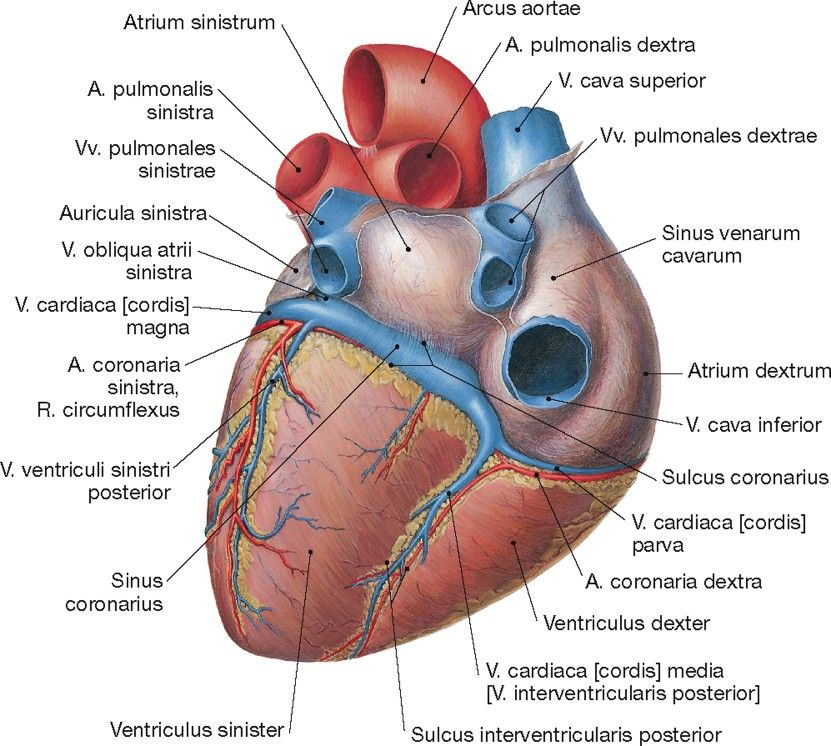 Atrium sinistrum
Arcus aortae
A. pulmonalis dextra
V. cava superior
A. pulmonalis
sinistra
Vv. pulmonales
sinistrae
Vv. pulmonales dextrae
Auricula sinistra
Sinus venarum
cavarum
V. obliqua atrii
sinistra
V. cardiaca [cordis]
magna
A. coronaria
sinistra,
R. circumflexus
Atrium dextrum
V. cava inferior
V. ventriculi sinistri
posterior
Sulcus coronarius
V. cardiaca [cordis]
parva
Sinus
coronarius
A. coronaria dextra
Ventriculus dexter
V. cardiaca [cordis] media
[V. interventricularis posterior]
Ventriculus sinister
Sulcus interventricularis posterior